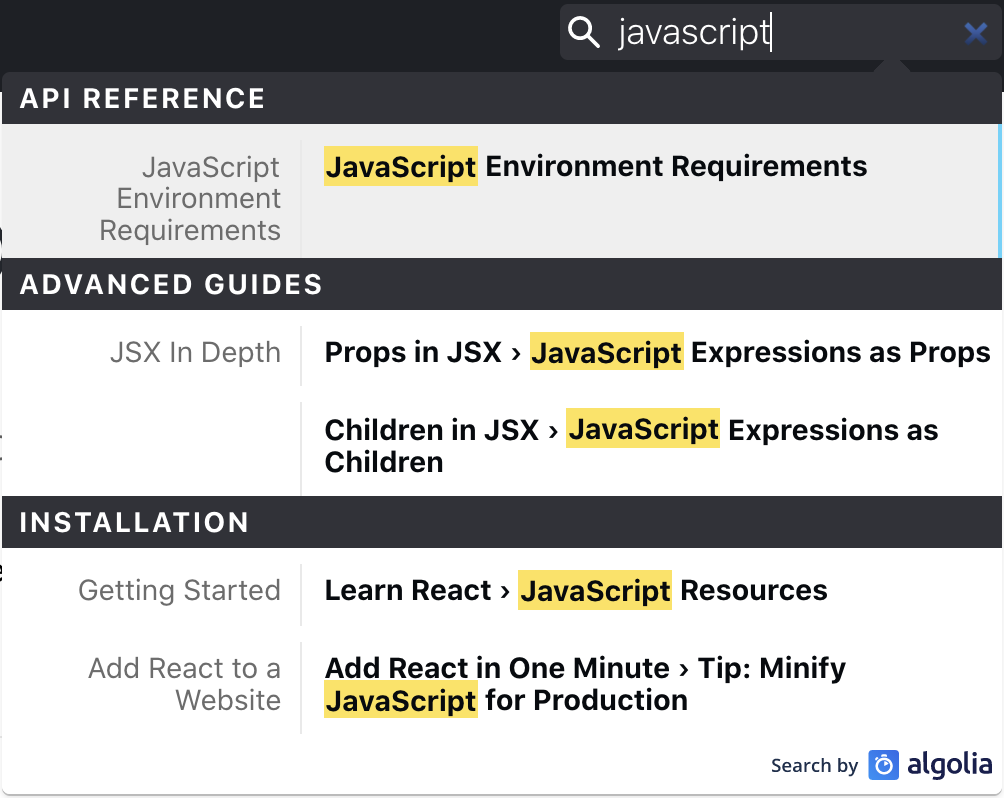 javascript
API REFERENCE
JavaScript
Environment
Requirements
JavaScript Environment Requirements
ADVANCED GUIDES
JSX In Depth
Props in JSX › JavaScript Expressions as Props
Children in JSX › JavaScript Expressions as
Children
INSTALLATION
Getting Started
Learn React › JavaScript Resources
Add React to a
Website
Add React in One Minute › Tip: Minify
JavaScript for Production
Search by algolia